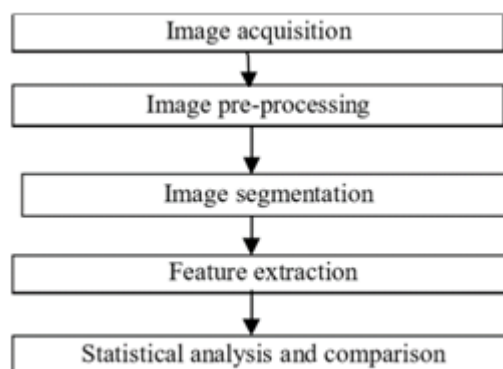 Image acquisition
Image pre-processing
Image segmentation
Feature extraction
Statistical analysis and comparison